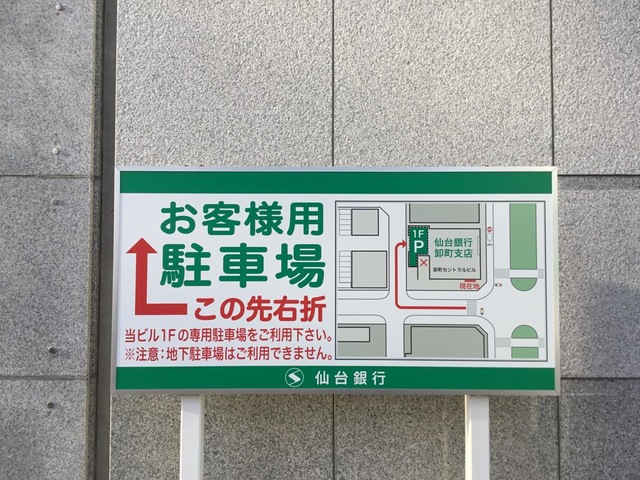 お客様用
駐車場
この先右折
当ビル1Fの専用駐車場をご利用下さい。
※注意:地下駐車場はご利用できません。
1F
P
仙台銀行
卸町支店
卸町セントラルビル
現在地
仙台銀行